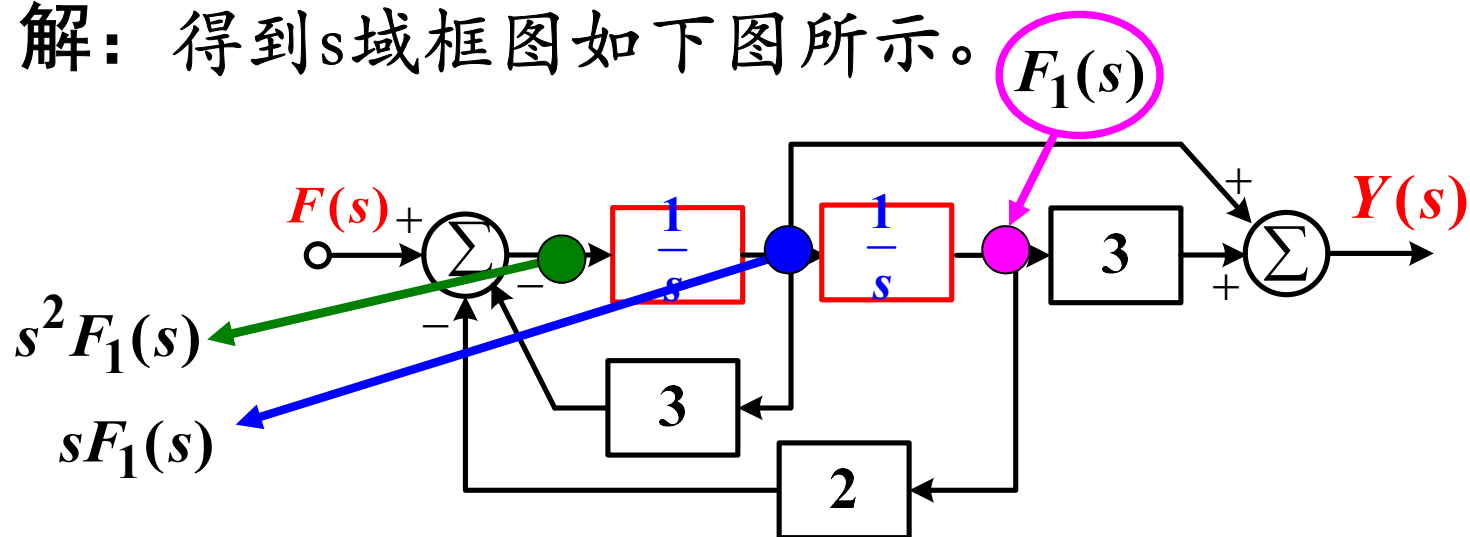 解：得到s域框图如下图所示。
F₁(s)
F(s) +
Σ
−
−
1
s
1
s
3
+
+
Σ
Y(s)
s²F₁(s)
sF₁(s)
3
2